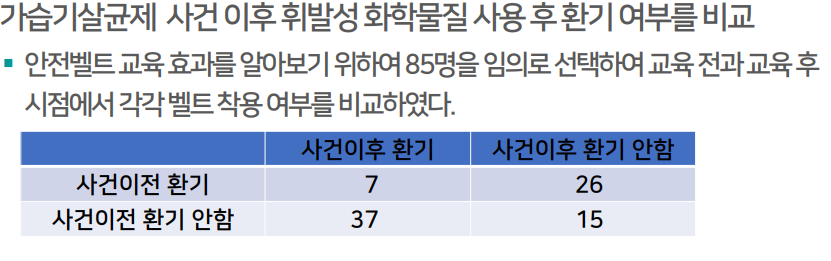 가습기살균제 사건 이후 휘발성 화학물질 사용 후 환기 여부를 비교
▪ 안전벨트 교육 효과를 알아보기 위하여 85명을 임의로 선택하여 교육 전과 교육 후
시점에서 각각 벨트 착용 여부를 비교하였다.
사건이후 환기 사건이후 환기 안함
사건이전 환기 7 26
사건이전 환기 안함 37 15